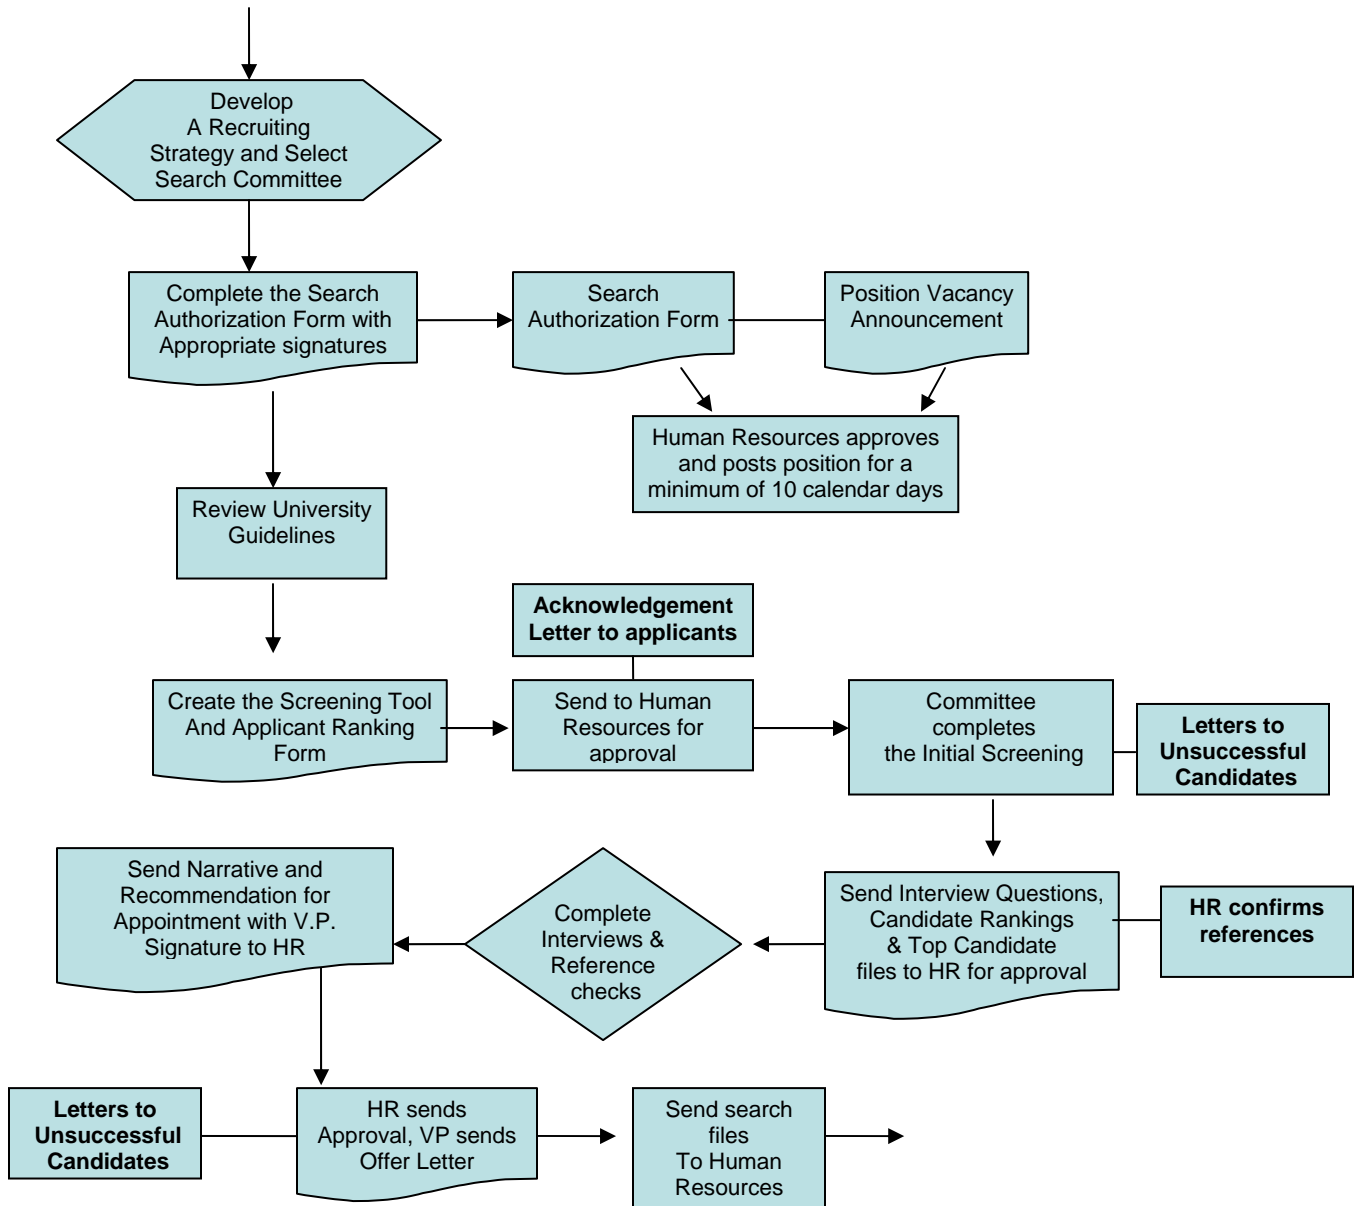 Develop
A Recruiting
Strategy and Select
Search Committee
Complete the Search
Authorization Form with
Appropriate signatures
Search
Authorization Form
Position Vacancy
Announcement
Human Resources approves
and posts position for a
minimum of 10 calendar days
Review University
Guidelines
Acknowledgement
Letter to applicants
Create the Screening Tool
And Applicant Ranking
Form
Send to Human
Resources for
approval
Committee
completes
the Initial Screening
Letters to
Unsuccessful
Candidates
Send Narrative and
Recommendation for
Appointment with V.P.
Signature to HR
Complete
Interviews &
Reference
checks
Send Interview Questions,
Candidate Rankings
& Top Candidate
files to HR for approval
HR confirms
references
Letters to
Unsuccessful
Candidates
HR sends
Approval, VP sends
Offer Letter
Send search
files
To Human
Resources